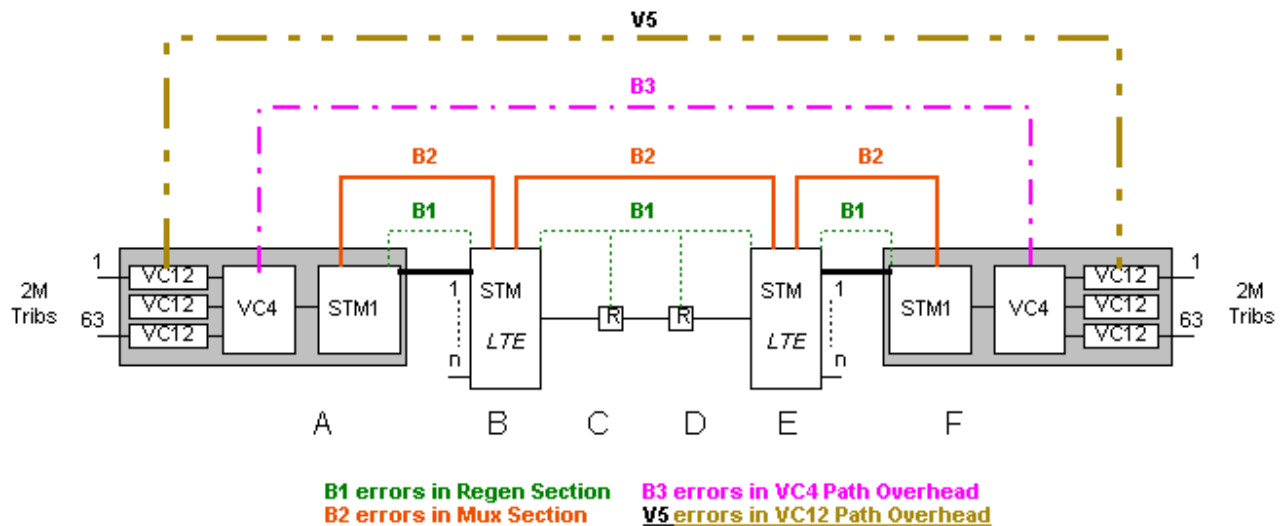 V5
B3
B2 B2 B2
B1 B1 B1
1 VC12 VC4 STM1 STM STM STM1 VC4 VC12 1
2M Tribs VC12 1 1 VC12 2M Tribs
63 VC12 LTE R R LTE VC12 63
n n
A B C D E F
B1 errors in Regen Section B3 errors in VC4 Path Overhead
B2 errors in Mux Section V5 errors in VC12 Path Overhead